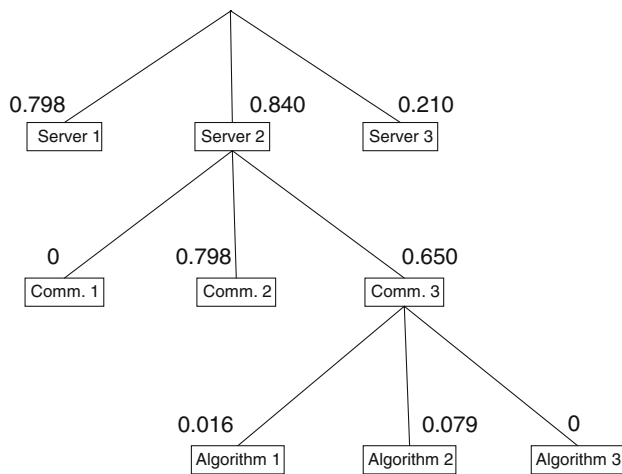 0.798 0.840 0.210
Server 1 Server 2 Server 3
0 0.798 0.650
Comm. 1 Comm. 2 Comm. 3
0.016 0.079 0
Algorithm 1 Algorithm 2 Algorithm 3